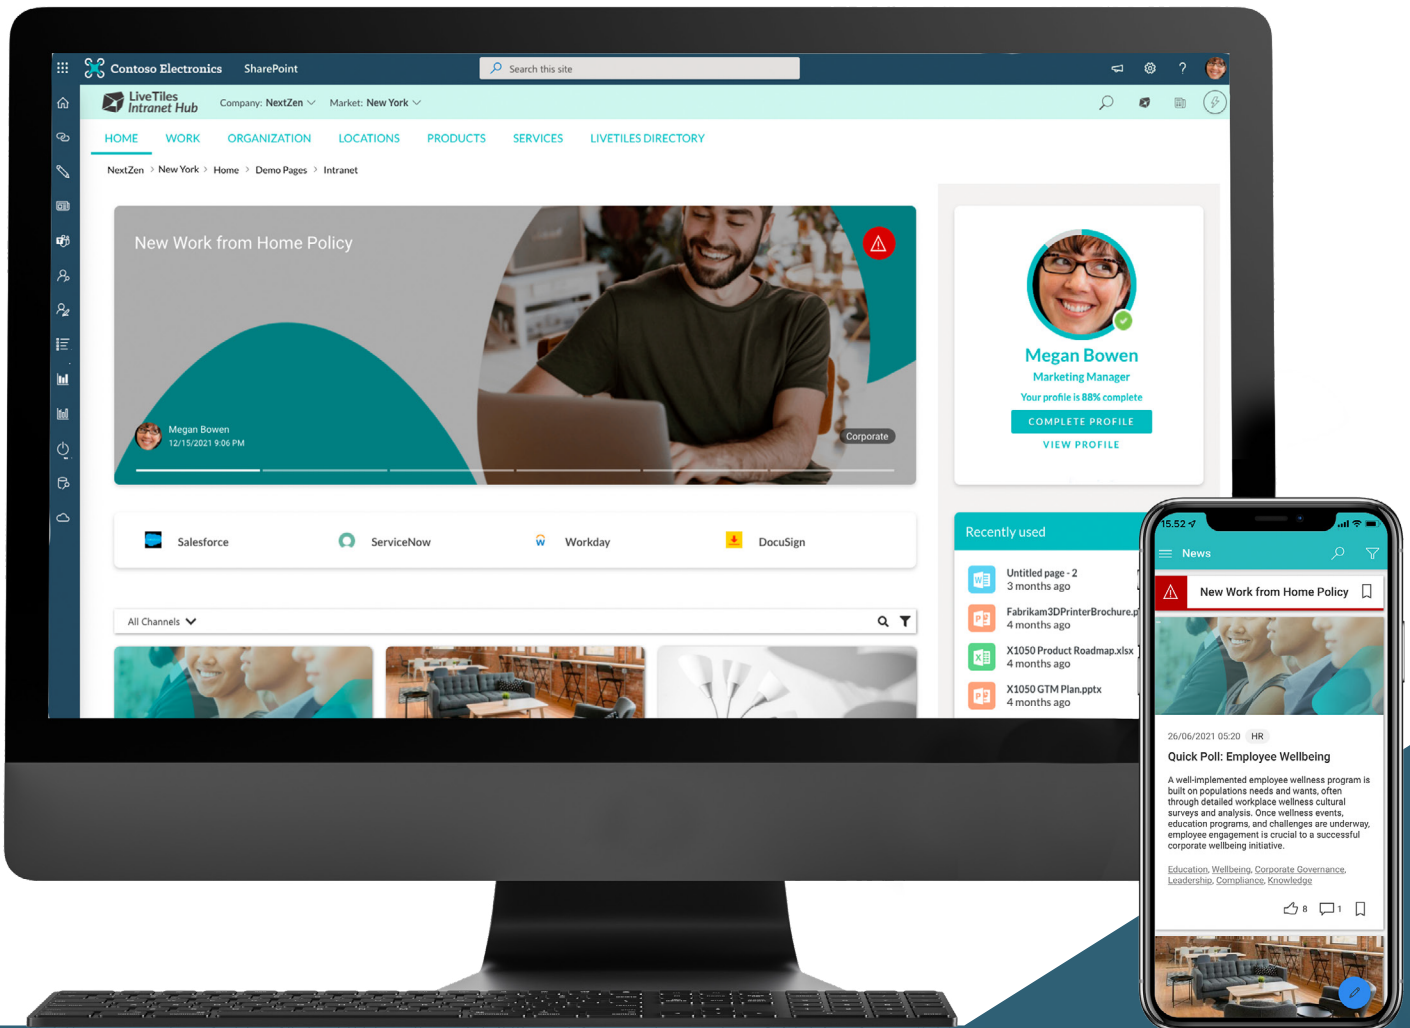 Contoso Electronics SharePoint Search this site ?
LiveTiles
Intranet Hub
Company: NextZen Market: New York
HOME WORK ORGANIZATION LOCATIONS PRODUCTS SERVICES LIVETILES DIRECTORY
NextZen > New York > Home > Demo Pages > Intranet
New Work from Home Policy
Megan Bowen
12/15/2021 9:06 PM
Corporate
Megan Bowen
Marketing Manager
Your profile is 88% complete
COMPLETE PROFILE
VIEW PROFILE
Salesforce ServiceNow Workday DocuSign
All Channels
Recently used
Untitled page - 2
3 months ago
Fabrikam3DPrinterBrochure.p
4 months ago
X1050 Product Roadmap.xlsx
4 months ago
X1050 GTM Plan.pptx
4 months ago
15.52
News
New Work from Home Policy
26/06/2021 05:20 HR
Quick Poll: Employee Wellbeing
A well-implemented employee wellness program is
built on populations needs and wants, often
through detailed workplace wellness cultural
surveys and analysis. Once wellness events,
education programs, and challenges are underway,
employee engagement is crucial to a successful
corporate wellbeing initiative.
Education, Wellbeing, Corporate Governance,
Leadership, Compliance, Knowledge
8 1